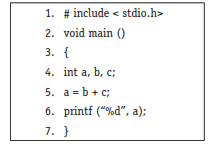 1. # include < stdio.h>
2. void main ()
3. {
4. int a, b, c;
5. a = b + c;
6. printf (“%d”, a);
7. }